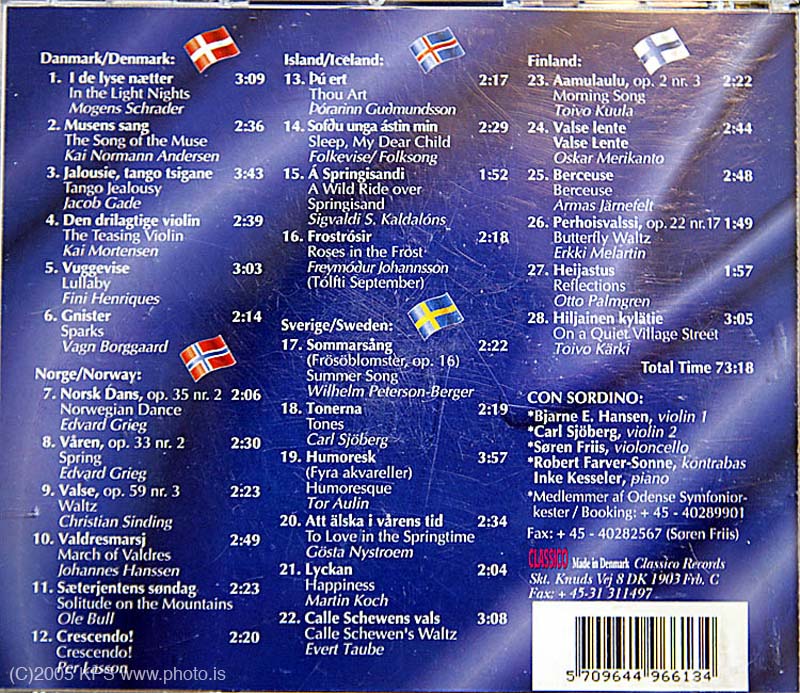 Danmark/Denmark:
1. I de lyse nætter 3:09
In the Light Nights
Mogens Schrader
2. Musens sang 2:36
The Song of the Muse
Kai Normann Andersen
3. Jalousie, tango tsigane 3:43
Tango Jealousy
Jacob Gade
4. Den drilagtige violin 2:39
The Teasing Violin
Kai Mortensen
5. Vuggevise 3:03
Lullaby
Fini Henriques
6. Gnister 2:14
Sparks
Vagn Borggaard
Norge/Norway:
7. Norsk Dans, op. 35 nr. 2 2:06
Norwegian Dance
Edvard Grieg
8. Våren, op. 33 nr. 2 2:30
Spring
Edvard Grieg
9. Valse, op. 59 nr. 3 2:23
Waltz
Christian Sinding
10. Valdresmarsj 2:49
March of Valdres
Johannes Hanssen
11. Sæterjentens søndag 2:23
Solitude on the Mountains
Ole Bull
12. Crescendo! 2:20
Crescendo!
Per Lasson
Island/Iceland:
13. Þú ert 2:17
Thou Art
Þórarinn Guðmundsson
14. Sofðu unga ástin min 2:29
Sleep, My Dear Child
Folkevise/ Folksong
15. Á Springisandi 1:52
A Wild Ride over
Springisand
Sigvaldi S. Kaldalóns
16. Frostrósir 2:18
Roses in the Frost
Freymóður Johannsson
(Tólfti September)
Sverige/Sweden:
17. Sommarsång 2:22
(Frösöblomster, op. 16)
Summer Song
Wilhelm Peterson-Berger
18. Tonerna 2:19
Tones
Carl Sjöberg
19. Humoresk 3:57
(Fyra akvareller)
Humoresque
Tor Aulin
20. Att älska i vårens tid 2:34
To Love in the Springtime
Gösta Nystroem
21. Lyckan 2:04
Happiness
Martin Koch
22. Calle Schewens vals 3:08
Calle Schewen's Waltz
Evert Taube
Finland:
23. Aamulaulu, op. 2 nr. 3 2:22
Morning Song
Toivo Kuula
24. Valse lente 2:44
Valse Lente
Oskar Merikanto
25. Berceuse 2:48
Berceuse
Armas Järnefelt
26. Perhoisvalssi, op. 22 nr. 17 1:49
Butterfly Waltz
Erkki Melartin
27. Heijastus 1:57
Reflections
Otto Palmgren
28. Hiljainen kylätie 3:05
On a Quiet Village Street
Toivo Kärki
Total Time 73:18
CON SORDINO:
*Bjarne E. Hansen, violin 1
*Carl Sjöberg, violin 2
*Søren Friis, violoncello
*Robert Farver-Sonne, kontrabas
Inke Kesseler, piano
*Medlemmer af Odense Symfonior-
kester / Booking: + 45 - 40289901
Fax: + 45 - 40282567 (Søren Friis)
CLASSICO Made in Denmark Classico Records
Skt. Knuds Vej 8 DK 1903 Frb. C
Fax: + 45-31 311497
5 709644 966134
(C)2005 KPS www.photo.is